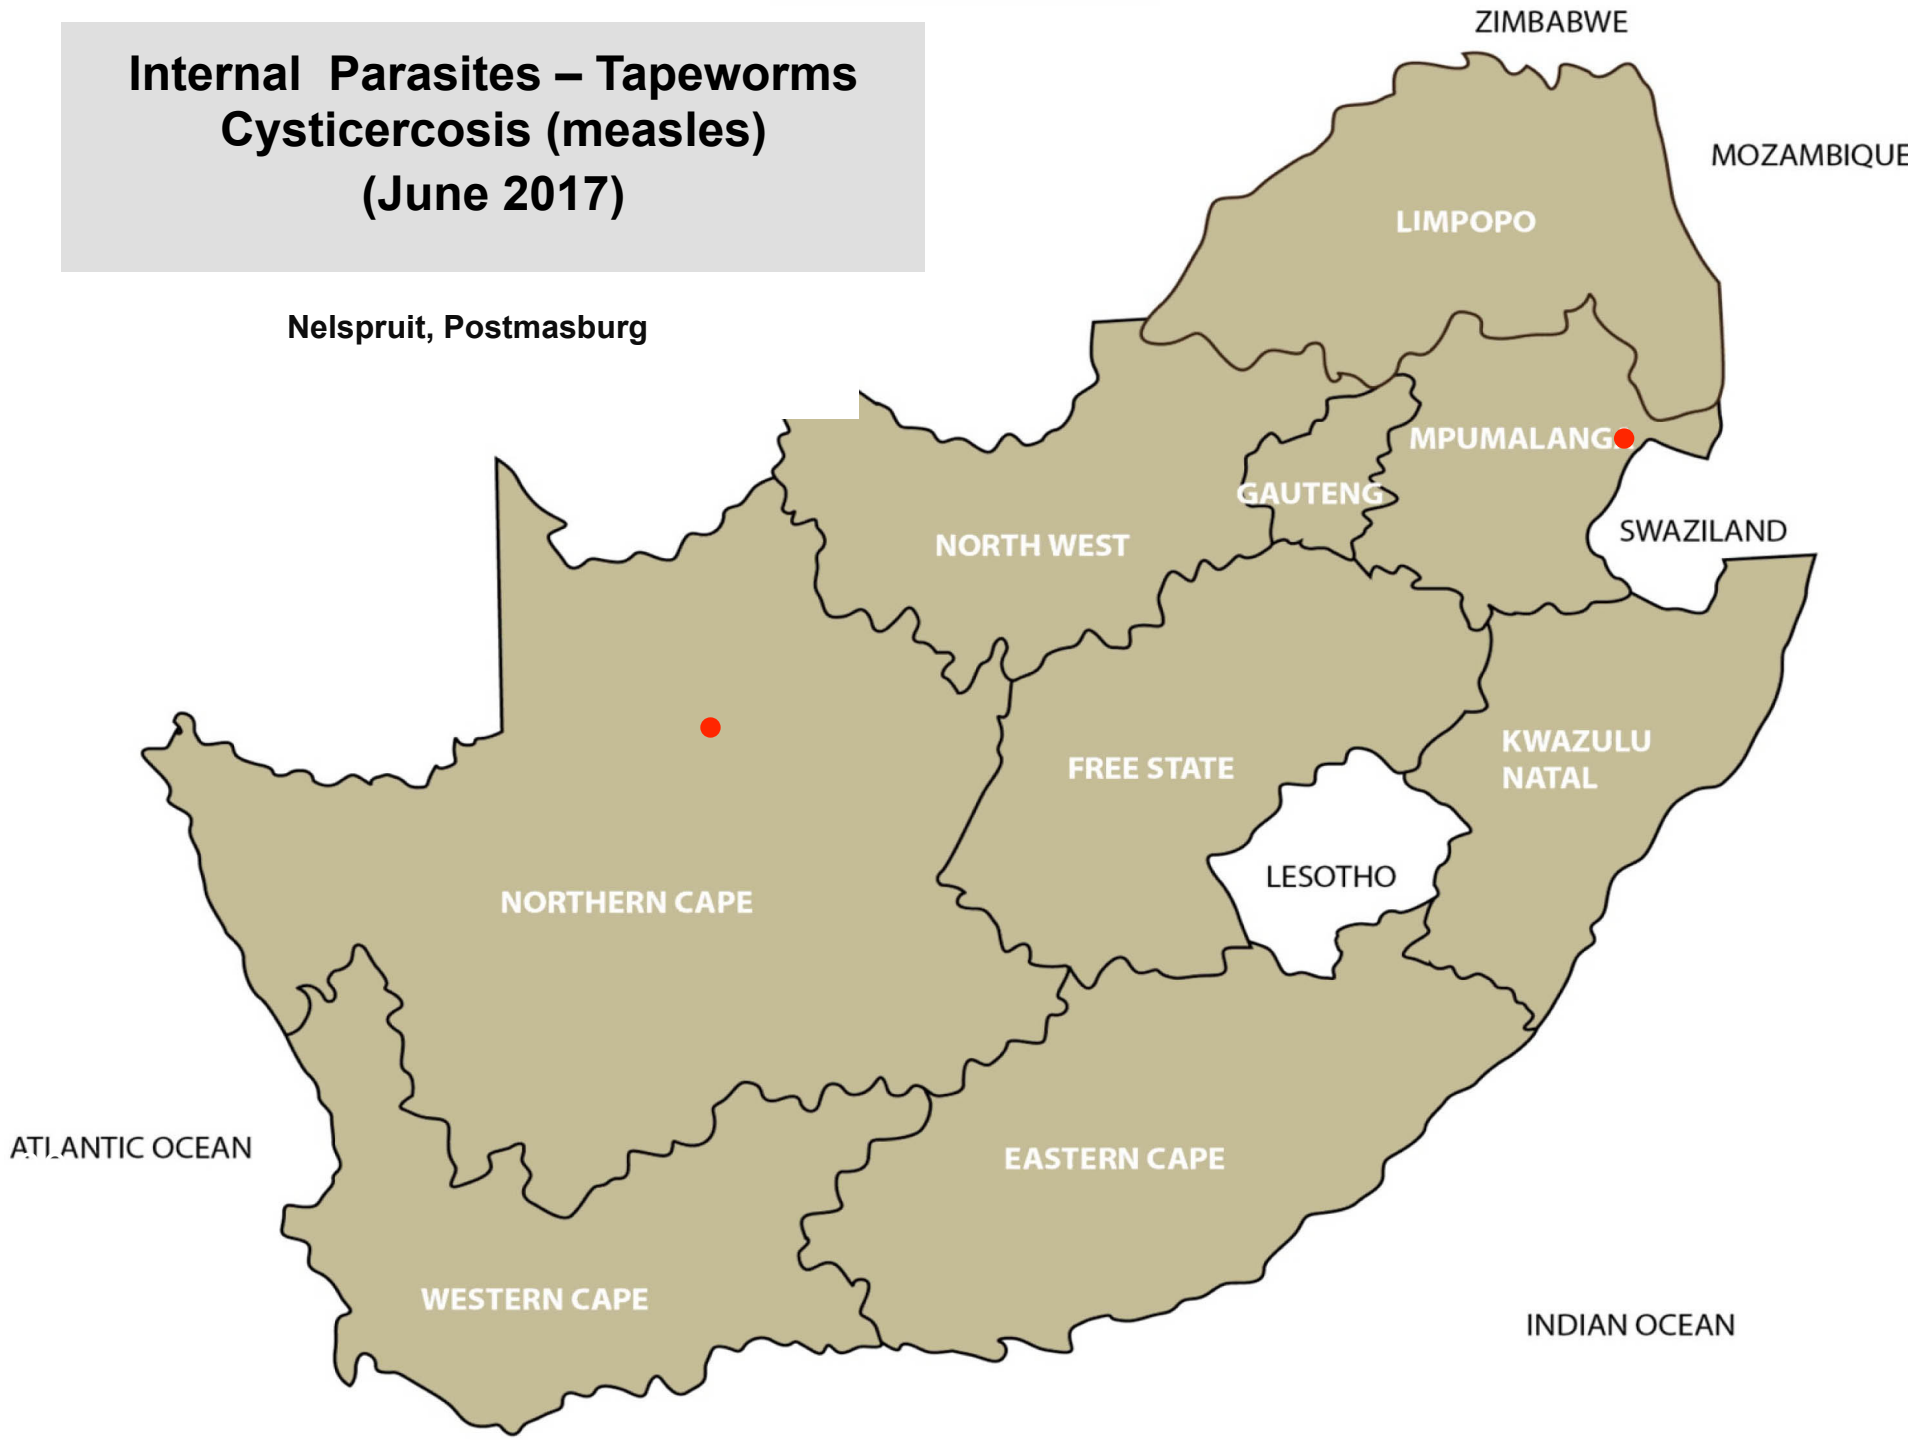 Internal Parasites – Tapeworms
Cysticercosis (measles)
(June 2017)
Nelspruit, Postmasburg
ZIMBABWE
MOZAMBIQUE
LIMPOPO
MPUMALANGA
GAUTENG
NORTH WEST
SWAZILAND
KWAZULU
NATAL
FREE STATE
LESOTHO
NORTHERN CAPE
ATLANTIC OCEAN
EASTERN CAPE
WESTERN CAPE
INDIAN OCEAN